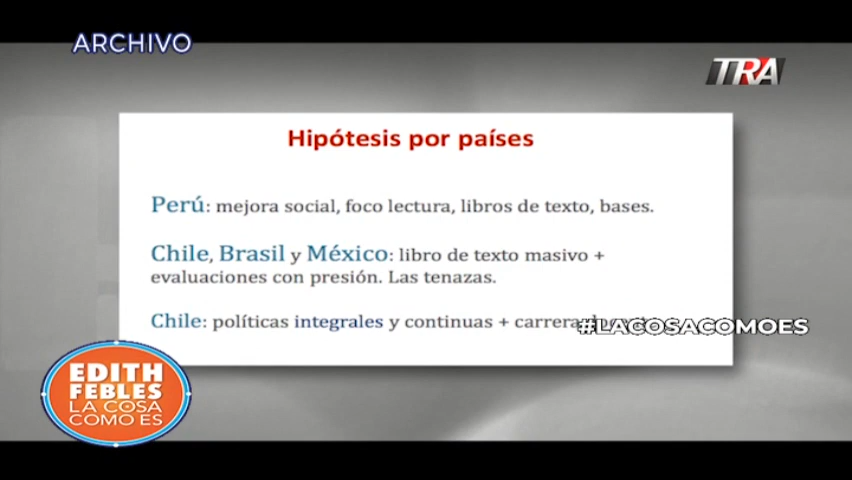 ARCHIVO
TRA
Hipótesis por países
Perú: mejora social, foco lectura, libros de texto, bases.
Chile, Brasil y México: libro de texto masivo +
evaluaciones con presión. Las tenazas.
Chile: políticas integrales y continuas + carrera
#LACOSACOMOES
EDITH
FEBLES
LA COSA
COMO ES